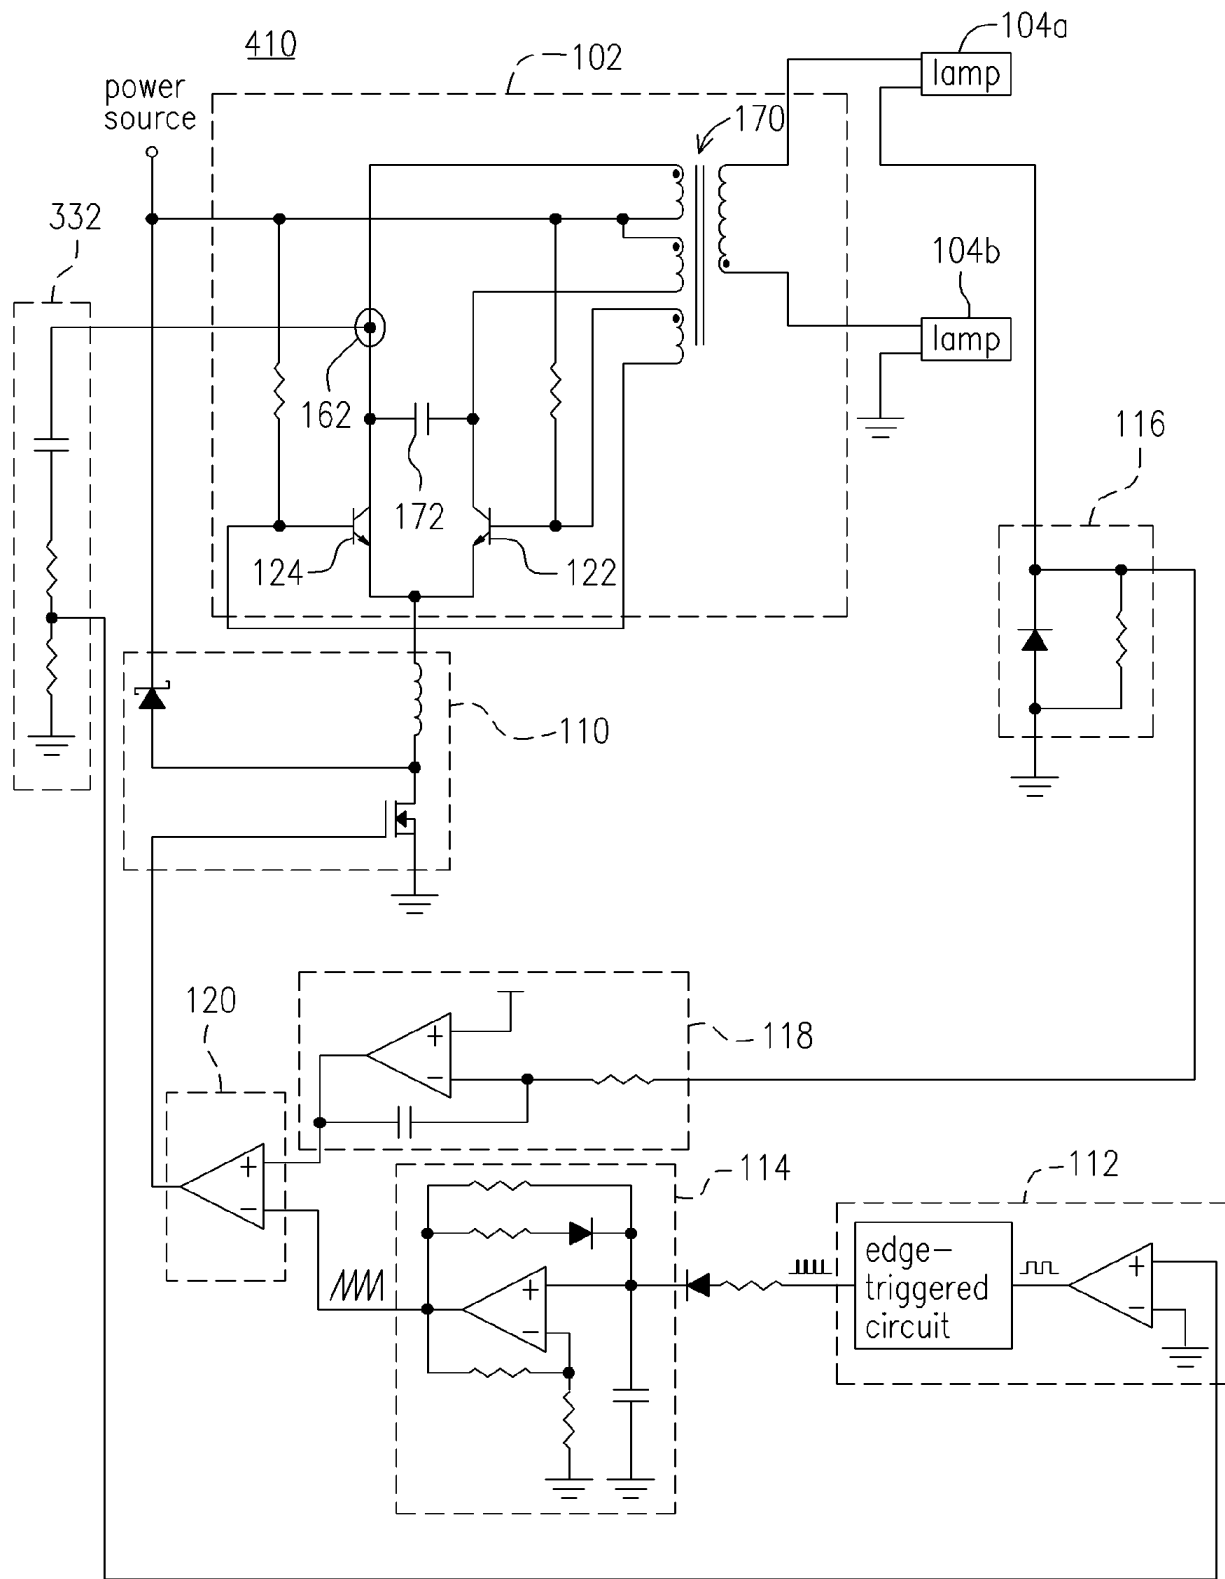 410
102
104a
lamp
power
source
170
332
104b
lamp
162
116
172
124
122
110
120
+
−
118
+
−
114
112
edge-
triggered
circuit
+
−
+
−